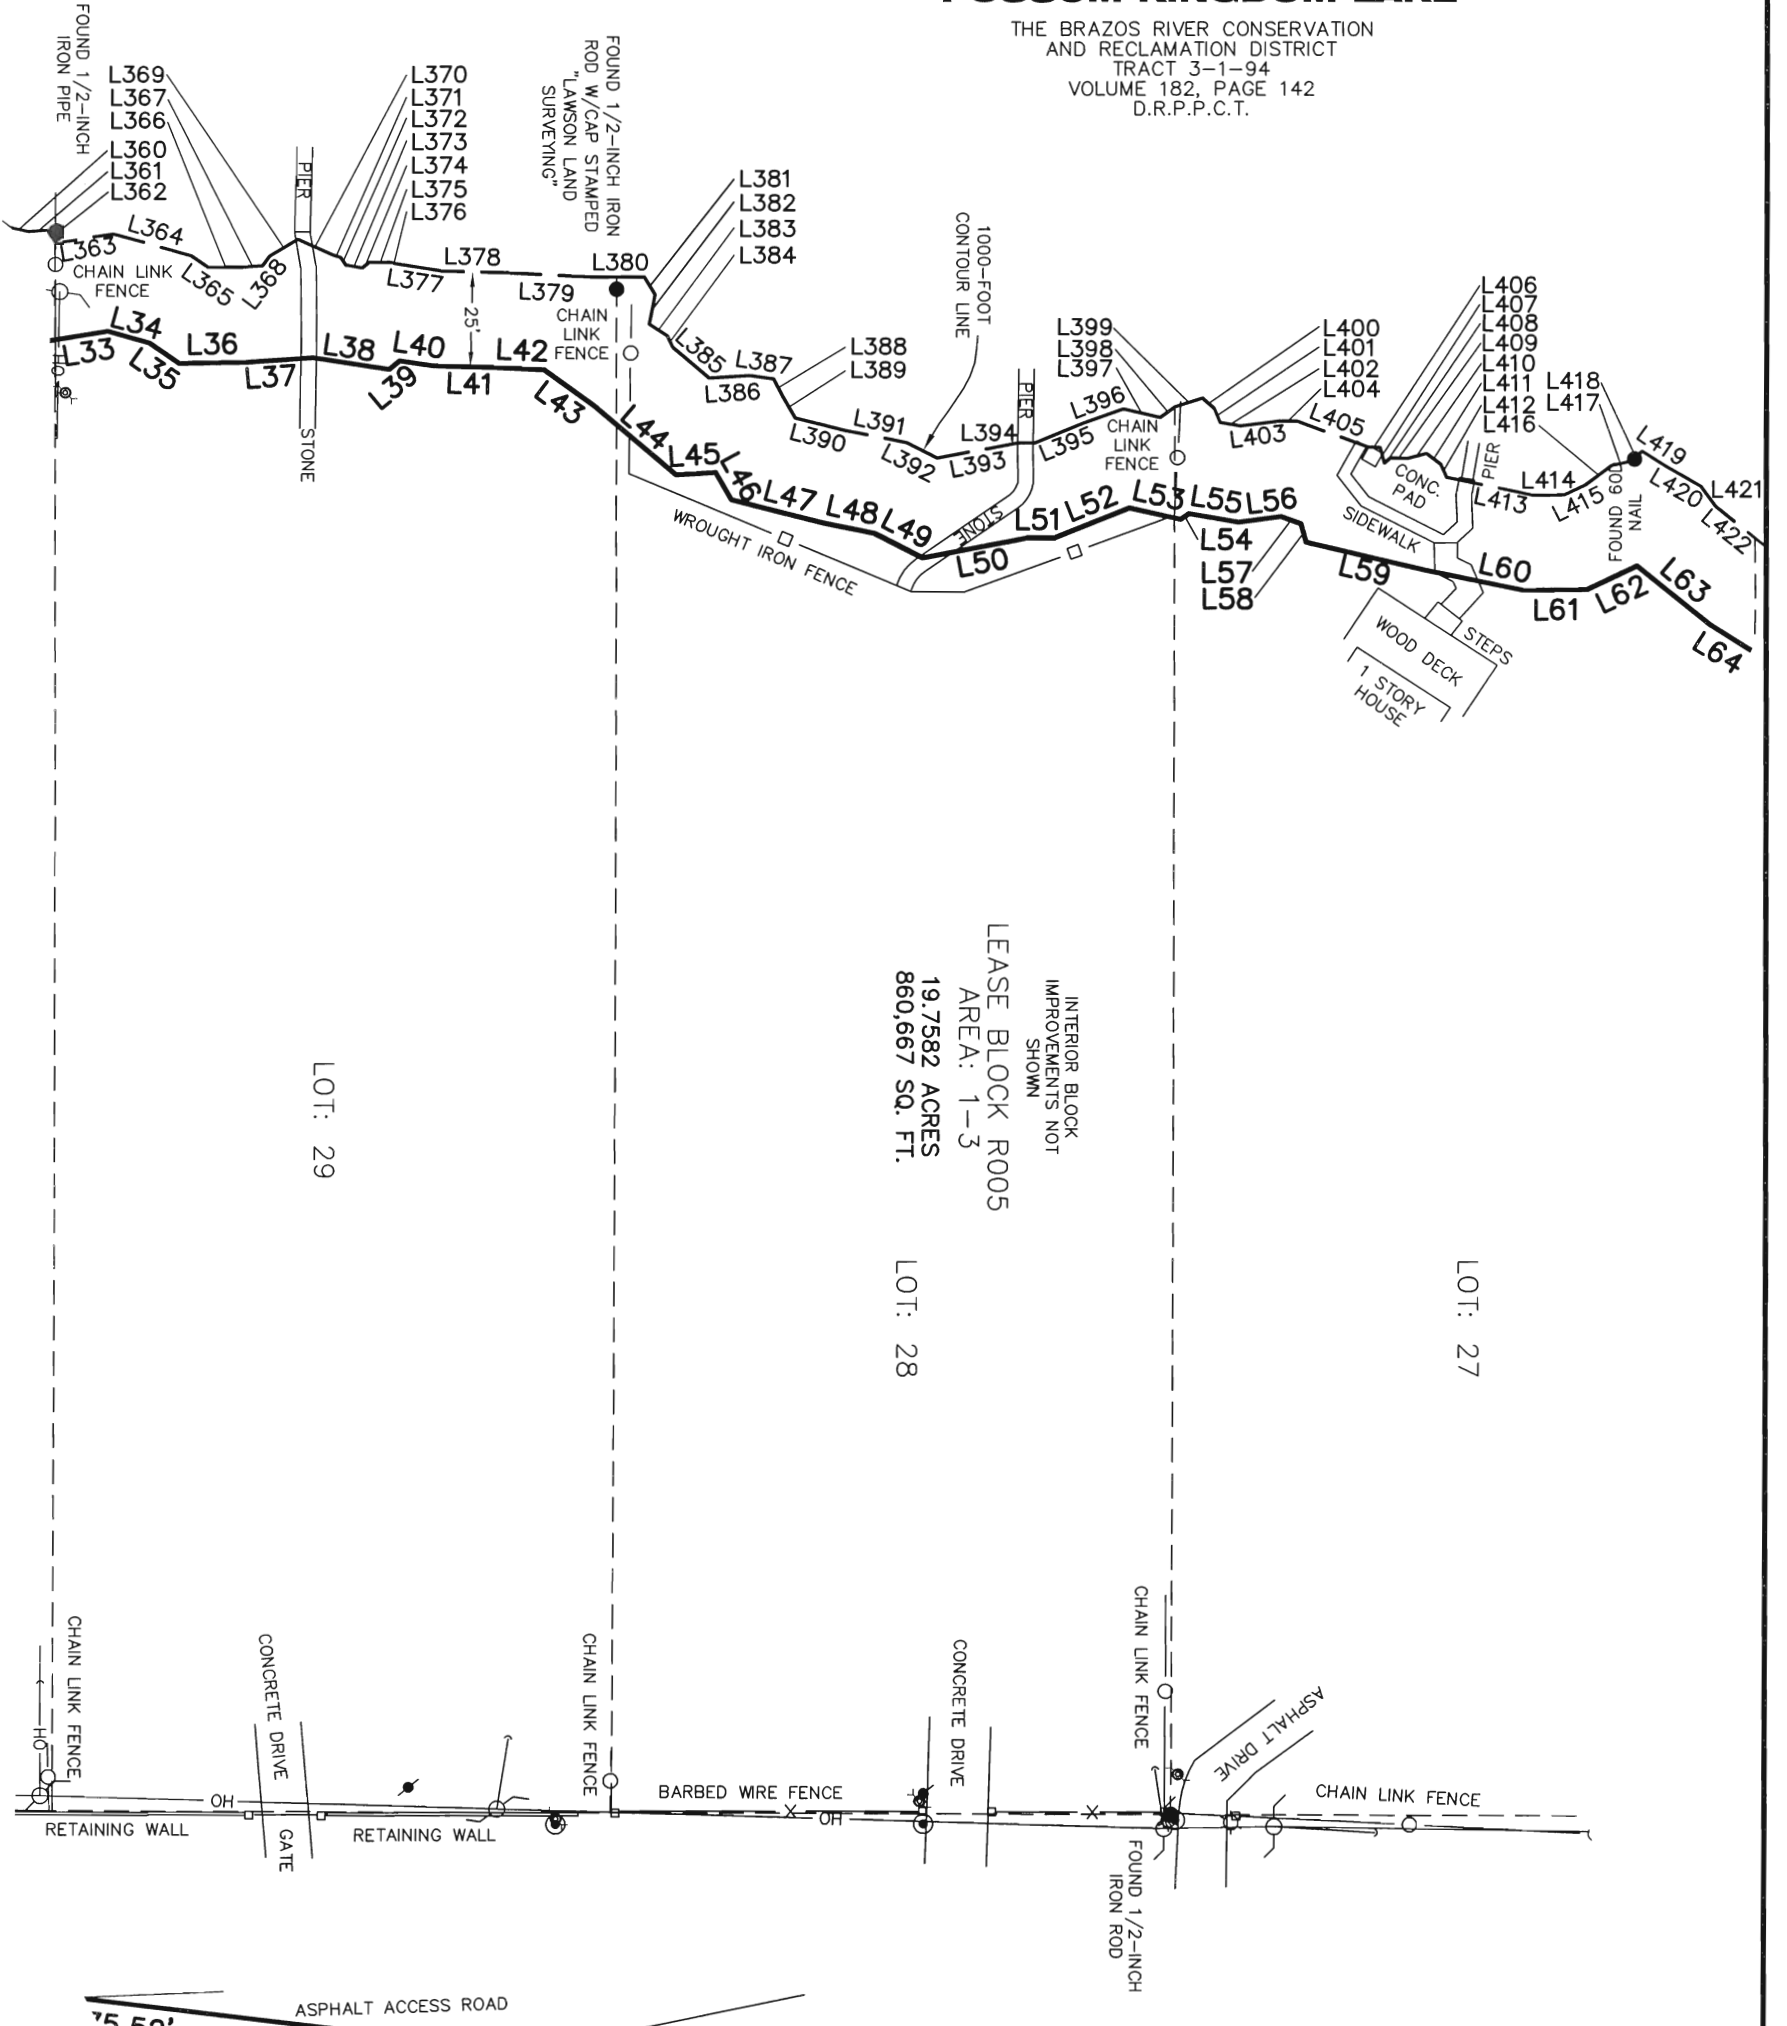 POSSUM KINGDOM LAKE
THE BRAZOS RIVER CONSERVATION
AND RECLAMATION DISTRICT
TRACT 3-1-94
VOLUME 182, PAGE 142
D.R.P.P.C.T.
FOUND 1/2-INCH
IRON PIPE
L369
L367
L366
L360
L361
L362
L363
L364
L365
L368
CHAIN LINK
FENCE
PIER
L370
L371
L372
L373
L374
L375
L376
L377
L378
L379
L380
25'
FOUND 1/2-INCH IRON
ROD W/CAP STAMPED
"LAWSON LAND
SURVEYING"
CHAIN
LINK
FENCE
L381
L382
L383
L384
L385
L386
L387
L388
L389
L390
L391
L392
L393
L394
L395
L396
1000-FOOT
CONTOUR LINE
PIER
L399
L398
L397
CHAIN
LINK
FENCE
L400
L401
L402
L404
L403
L405
L406
L407
L408
L409
L410
L411
L412
L416
L418
L417
L413
L414
L415
L419
L420
L421
L422
PIER
CONC.
PAD
SIDEWALK
FOUND 60D
NAIL
OH
L33
L34
L35
L36
L37
L38
L39
L40
L41
L42
L43
L44
L45
L46
L47
L48
L49
L50
L51
L52
L53
L54
L55
L56
L57
L58
L59
L60
L61
L62
L63
L64
STONE
STONE
WROUGHT IRON FENCE
STEPS
WOOD DECK
1 STORY
HOUSE
INTERIOR BLOCK
IMPROVEMENTS NOT
SHOWN
LEASE BLOCK R005
AREA: 1-3
19.7582 ACRES
860,667 SQ. FT.
LOT: 29
LOT: 28
LOT: 27
CHAIN LINK FENCE
CONCRETE DRIVE
CHAIN LINK FENCE
CONCRETE DRIVE
CHAIN LINK FENCE
ASPHALT DRIVE
OH
OH
BARBED WIRE FENCE
X
OH
X
CHAIN LINK FENCE
RETAINING WALL
GATE
RETAINING WALL
FOUND 1/2-INCH
IRON ROD
ASPHALT ACCESS ROAD